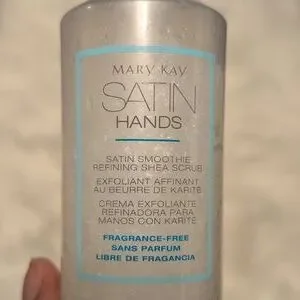 MARY KAY
SATIN
HANDS
SATIN SMOOTHIE
REFINING SHEA SCRUB
EXFOLIANT AFFINANT
AU BEURRE DE KARITÉ
CREMA EXFOLIANTE
REFINADORA PARA
MANOS CON KARITÉ
FRAGRANCE-FREE
SANS PARFUM
LIBRE DE FRAGANCIA